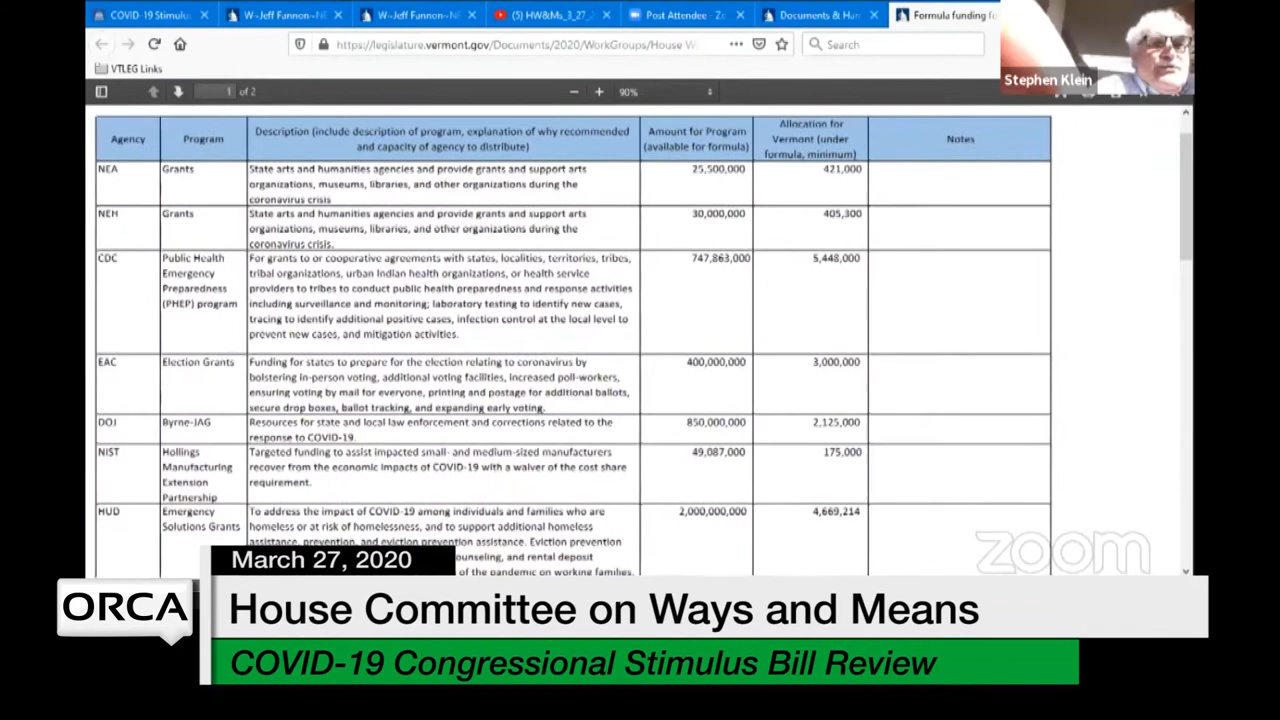 COVID-19 Stimulu
W~Jeff Fannon~NE
W~Jeff Fannon~NE
(5) HW&Ms_3_27_
Post Attendee - Zo
Documents & Han
Formula funding fo
https://legislature.vermont.gov/Documents/2020/WorkGroups/House W
Search
VTLEG Links
Stephen Klein
1 of 2
90%
Agency
Program
Description (include description of program, explanation of why recommended
and capacity of agency to distribute)
Amount for Program
(available for formula)
Allocation for
Vermont (under
formula, minimum)
Notes
NEA
Grants
State arts and humanities agencies and provide grants and support arts
organizations, museums, libraries, and other organizations during the
coronavirus crisis
25,500,000
421,000
NEH
Grants
State arts and humanities agencies and provide grants and support arts
organizations, museums, libraries, and other organizations during the
coronavirus crisis.
30,000,000
405,300
CDC
Public Health
Emergency
Preparedness
(PHEP) program
For grants to or cooperative agreements with states, localities, territories, tribes,
tribal organizations, urban Indian health organizations, or health service
providers to tribes to conduct public health preparedness and response activities
including surveillance and monitoring; laboratory testing to identify new cases,
tracing to identify additional positive cases, infection control at the local level to
prevent new cases, and mitigation activities.
747,863,000
5,448,000
EAC
Election Grants
Funding for states to prepare for the election relating to coronavirus by
bolstering in-person voting, additional voting facilities, increased poll-workers,
ensuring voting by mail for everyone, printing and postage for additional ballots,
secure drop boxes, ballot tracking, and expanding early voting.
400,000,000
3,000,000
DOJ
Byrne-JAG
Resources for state and local law enforcement and corrections related to the
response to COVID-19.
850,000,000
2,125,000
NIST
Hollings
Manufacturing
Extension
Partnership
Targeted funding to assist impacted small- and medium-sized manufacturers
recover from the economic impacts of COVID-19 with a waiver of the cost share
requirement.
49,087,000
175,000
HUD
Emergency
Solutions Grants
To address the impact of COVID-19 among individuals and families who are
homeless or at risk of homelessness, and to support additional homeless
assistance, prevention, and eviction prevention assistance. Eviction prevention
ounseling, and rental deposit
of the pandemic on working families.
2,000,000,000
4,669,214
zoom
March 27, 2020
ORCA
House Committee on Ways and Means
COVID-19 Congressional Stimulus Bill Review